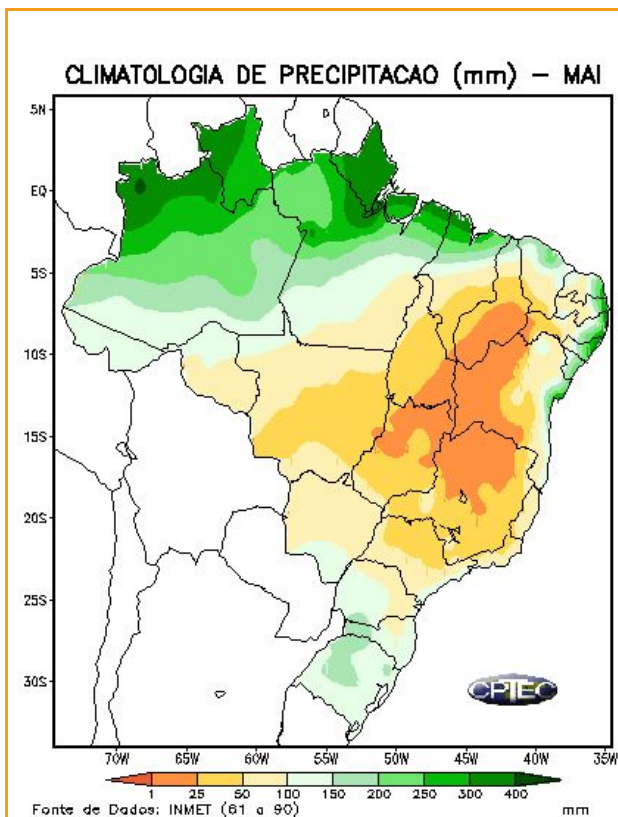 CLIMATOLOGIA DE PRECIPITACAO (mm) – MAI
5N
EQ
5S
10S
15S
20S
25S
30S
70W 65W 60W 55W 50W 45W 40W 35W
CPTEC
1 25 50 100 150 200 250 300 400
Fonte de Dados: INMET (61 a 90) mm